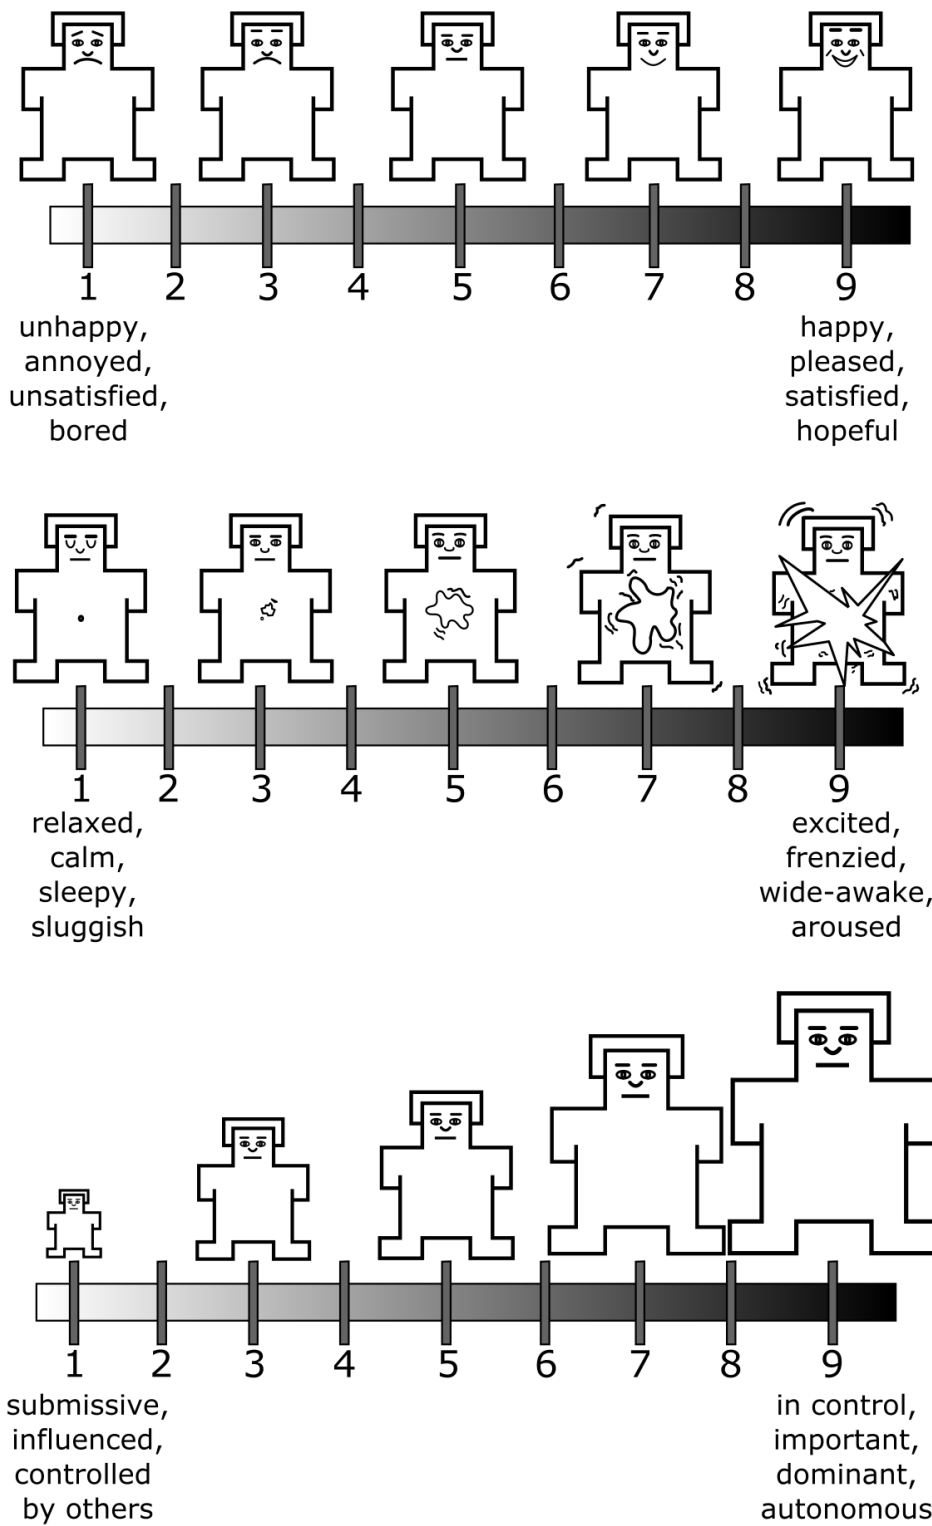 1 2 3 4 5 6 7 8 9
unhappy,
annoyed,
unsatisfied,
bored
happy,
pleased,
satisfied,
hopeful
1 2 3 4 5 6 7 8 9
relaxed,
calm,
sleepy,
sluggish
excited,
frenzied,
wide-awake,
aroused
1 2 3 4 5 6 7 8 9
submissive,
influenced,
controlled
by others
in control,
important,
dominant,
autonomous